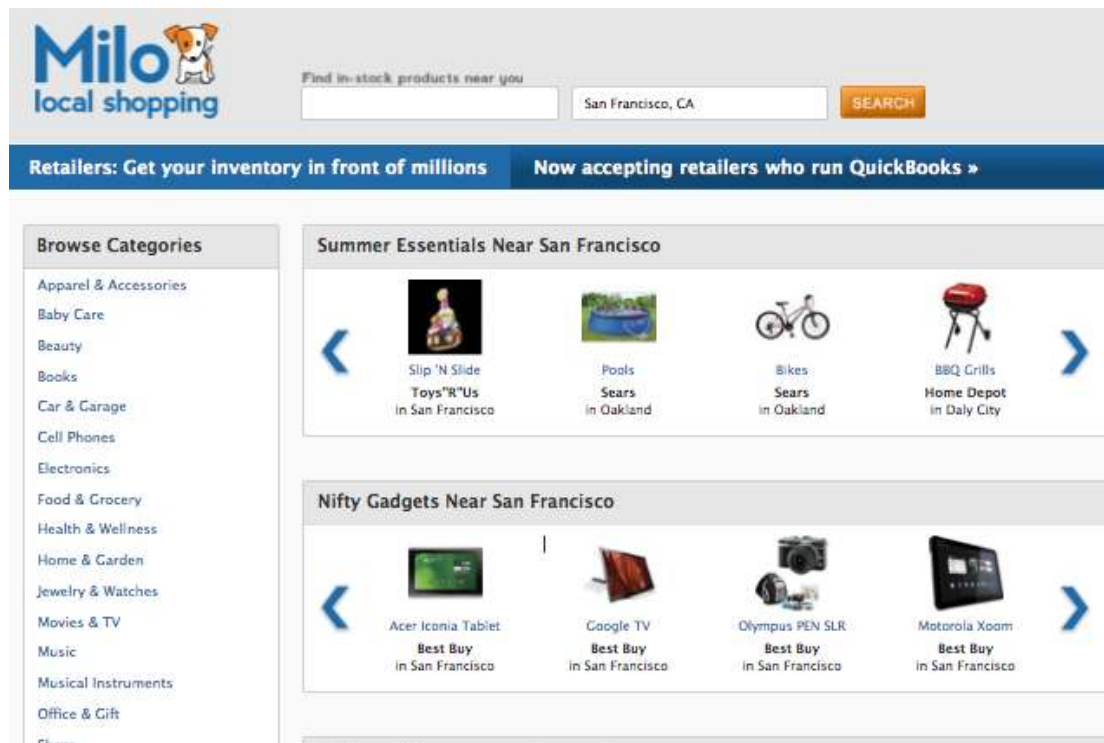 Milo
local shopping
Find in-stock products near you
San Francisco, CA
SEARCH
Retailers: Get your inventory in front of millions
Now accepting retailers who run QuickBooks »
Browse Categories
Apparel & Accessories
Baby Care
Beauty
Books
Car & Garage
Cell Phones
Electronics
Food & Grocery
Health & Wellness
Home & Garden
Jewelry & Watches
Movies & TV
Music
Musical Instruments
Office & Gift
Summer Essentials Near San Francisco
Slip 'N Slide
Toys"R"Us
in San Francisco
Pools
Sears
in Oakland
Bikes
Sears
in Oakland
BBQ Grills
Home Depot
in Daly City
Nifty Gadgets Near San Francisco
Acer Iconia Tablet
Best Buy
in San Francisco
Google TV
Best Buy
in San Francisco
Olympus PEN SLR
Best Buy
in San Francisco
Motorola Xoom
Best Buy
in San Francisco